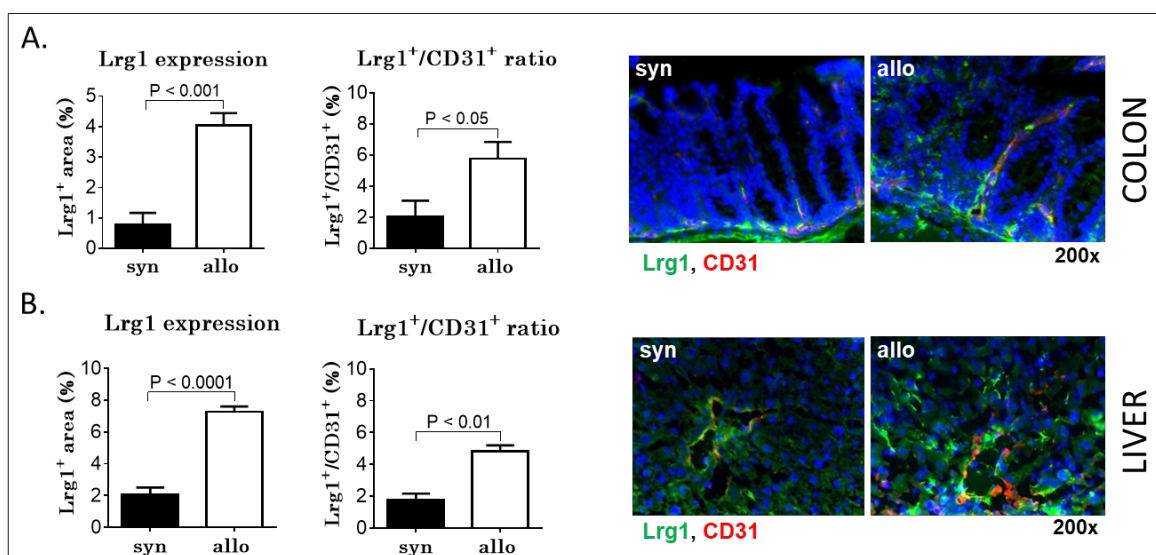 A.
Lrg1 expression
P < 0.001
Lrg1⁺ area (%)
5
4
3
2
1
0
syn allo
Lrg1⁺/CD31⁺ ratio
P < 0.05
Lrg1⁺/CD31⁺ (%)
10
8
6
4
2
0
syn allo
syn
allo
COLON
Lrg1, CD31
200x
B.
Lrg1 expression
P < 0.0001
Lrg1⁺ area (%)
10
8
6
4
2
0
syn allo
Lrg1⁺/CD31⁺ ratio
P < 0.01
Lrg1⁺/CD31⁺ (%)
10
8
6
4
2
0
syn allo
syn
allo
LIVER
Lrg1, CD31
200x